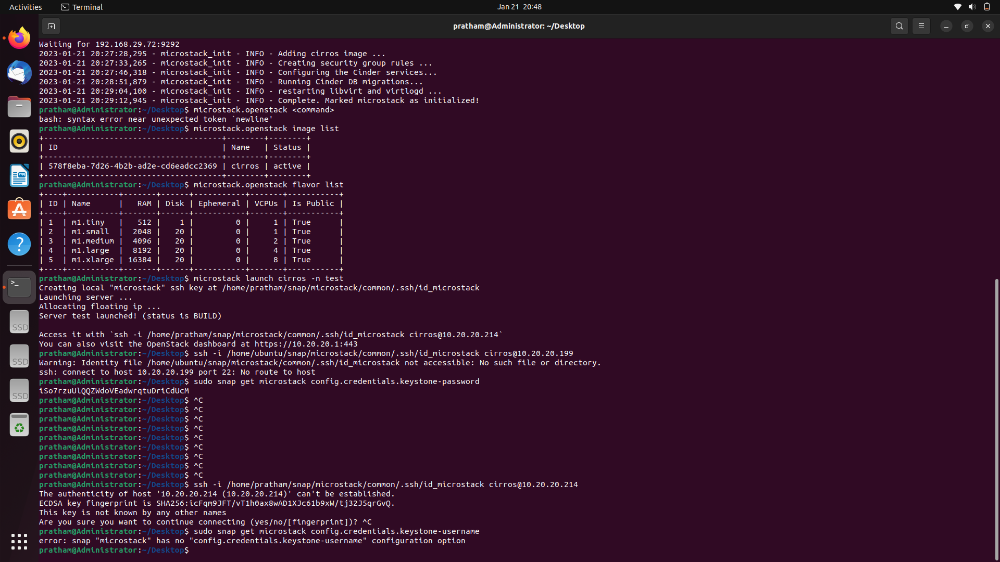 Activities
Terminal
Jan 21 20:48
pratham@Administrator: ~/Desktop
Waiting for 192.168.29.72:9292
2023-01-21 20:27:28,295 - microstack_init - INFO - Adding cirros image ...
2023-01-21 20:27:33,265 - microstack_init - INFO - Creating security group rules ...
2023-01-21 20:27:46,318 - microstack_init - INFO - Configuring the Cinder services...
2023-01-21 20:28:51,879 - microstack_init - INFO - Running Cinder DB migrations...
2023-01-21 20:29:04,100 - microstack_init - INFO - restarting libvirt and virtlogd ...
2023-01-21 20:29:12,945 - microstack_init - INFO - Complete. Marked microstack as initialized!
pratham@Administrator:~/Desktop$ microstack.openstack <command>
bash: syntax error near unexpected token `newline'
pratham@Administrator:~/Desktop$ microstack.openstack image list
+--------------------------------------+--------+--------+
| ID                                   | Name   | Status |
+--------------------------------------+--------+--------+
| 578f8eba-7d26-4b2b-ad2e-cd6eadcc2369 | cirros | active |
+--------------------------------------+--------+--------+
pratham@Administrator:~/Desktop$ microstack.openstack flavor list
+----+-----------+-------+------+-----------+-------+-----------+
| ID | Name      |   RAM | Disk | Ephemeral | VCPUs | Is Public |
+----+-----------+-------+------+-----------+-------+-----------+
| 1  | m1.tiny   |   512 |    1 |         0 |     1 | True      |
| 2  | m1.small  |  2048 |   20 |         0 |     1 | True      |
| 3  | m1.medium |  4096 |   20 |         0 |     2 | True      |
| 4  | m1.large  |  8192 |   20 |         0 |     4 | True      |
| 5  | m1.xlarge | 16384 |   20 |         0 |     8 | True      |
+----+-----------+-------+------+-----------+-------+-----------+
pratham@Administrator:~/Desktop$ microstack launch cirros -n test
Creating local "microstack" ssh key at /home/pratham/snap/microstack/common/.ssh/id_microstack
Launching server ...
Allocating floating ip ...
Server test launched! (status is BUILD)

Access it with `ssh -i /home/pratham/snap/microstack/common/.ssh/id_microstack cirros@10.20.20.214`
You can also visit the OpenStack dashboard at https://10.20.20.1:443
pratham@Administrator:~/Desktop$ ssh -i /home/ubuntu/snap/microstack/common/.ssh/id_microstack cirros@10.20.20.199
Warning: Identity file /home/ubuntu/snap/microstack/common/.ssh/id_microstack not accessible: No such file or directory.
ssh: connect to host 10.20.20.199 port 22: No route to host
pratham@Administrator:~/Desktop$ sudo snap get microstack config.credentials.keystone-password
iSo7rzuUlQQZWdoVEadwrqtuDriCdUcM
pratham@Administrator:~/Desktop$ ^C
pratham@Administrator:~/Desktop$ ^C
pratham@Administrator:~/Desktop$ ^C
pratham@Administrator:~/Desktop$ ^C
pratham@Administrator:~/Desktop$ ^C
pratham@Administrator:~/Desktop$ ^C
pratham@Administrator:~/Desktop$ ^C
pratham@Administrator:~/Desktop$ ^C
pratham@Administrator:~/Desktop$ ^C
pratham@Administrator:~/Desktop$ ssh -i /home/pratham/snap/microstack/common/.ssh/id_microstack cirros@10.20.20.214
The authenticity of host '10.20.20.214 (10.20.20.214)' can't be established.
ECDSA key fingerprint is SHA256:icFqm9JFT/vT1h0ax8wAD1XJc61b9xW/tj32J5qrGvQ.
This key is not known by any other names
Are you sure you want to continue connecting (yes/no/[fingerprint])? ^C
pratham@Administrator:~/Desktop$ sudo snap get microstack config.credentials.keystone-username
error: snap "microstack" has no "config.credentials.keystone-username" configuration option
pratham@Administrator:~/Desktop$
SSD
SSD
SSD